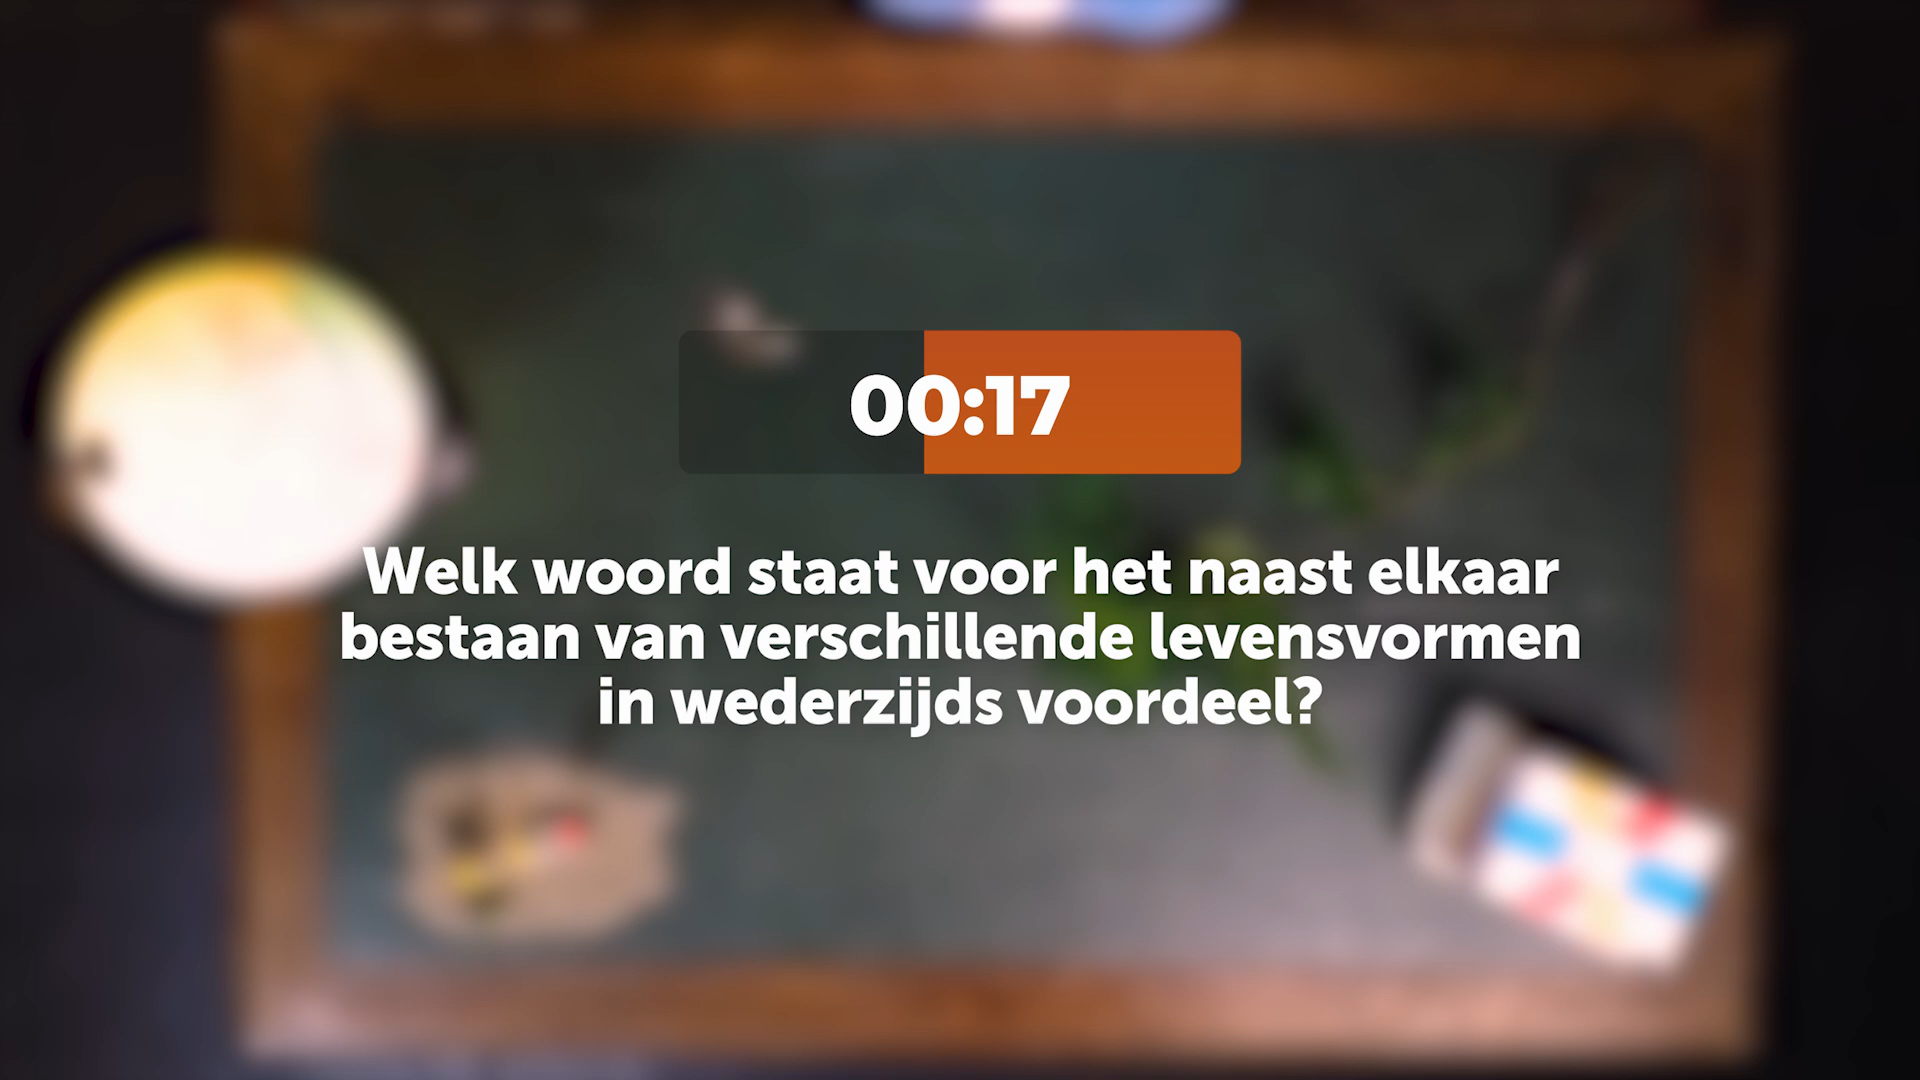 00:17
Welk woord staat voor het naast elkaar
bestaan van verschillende levensvormen
in wederzijds voordeel?